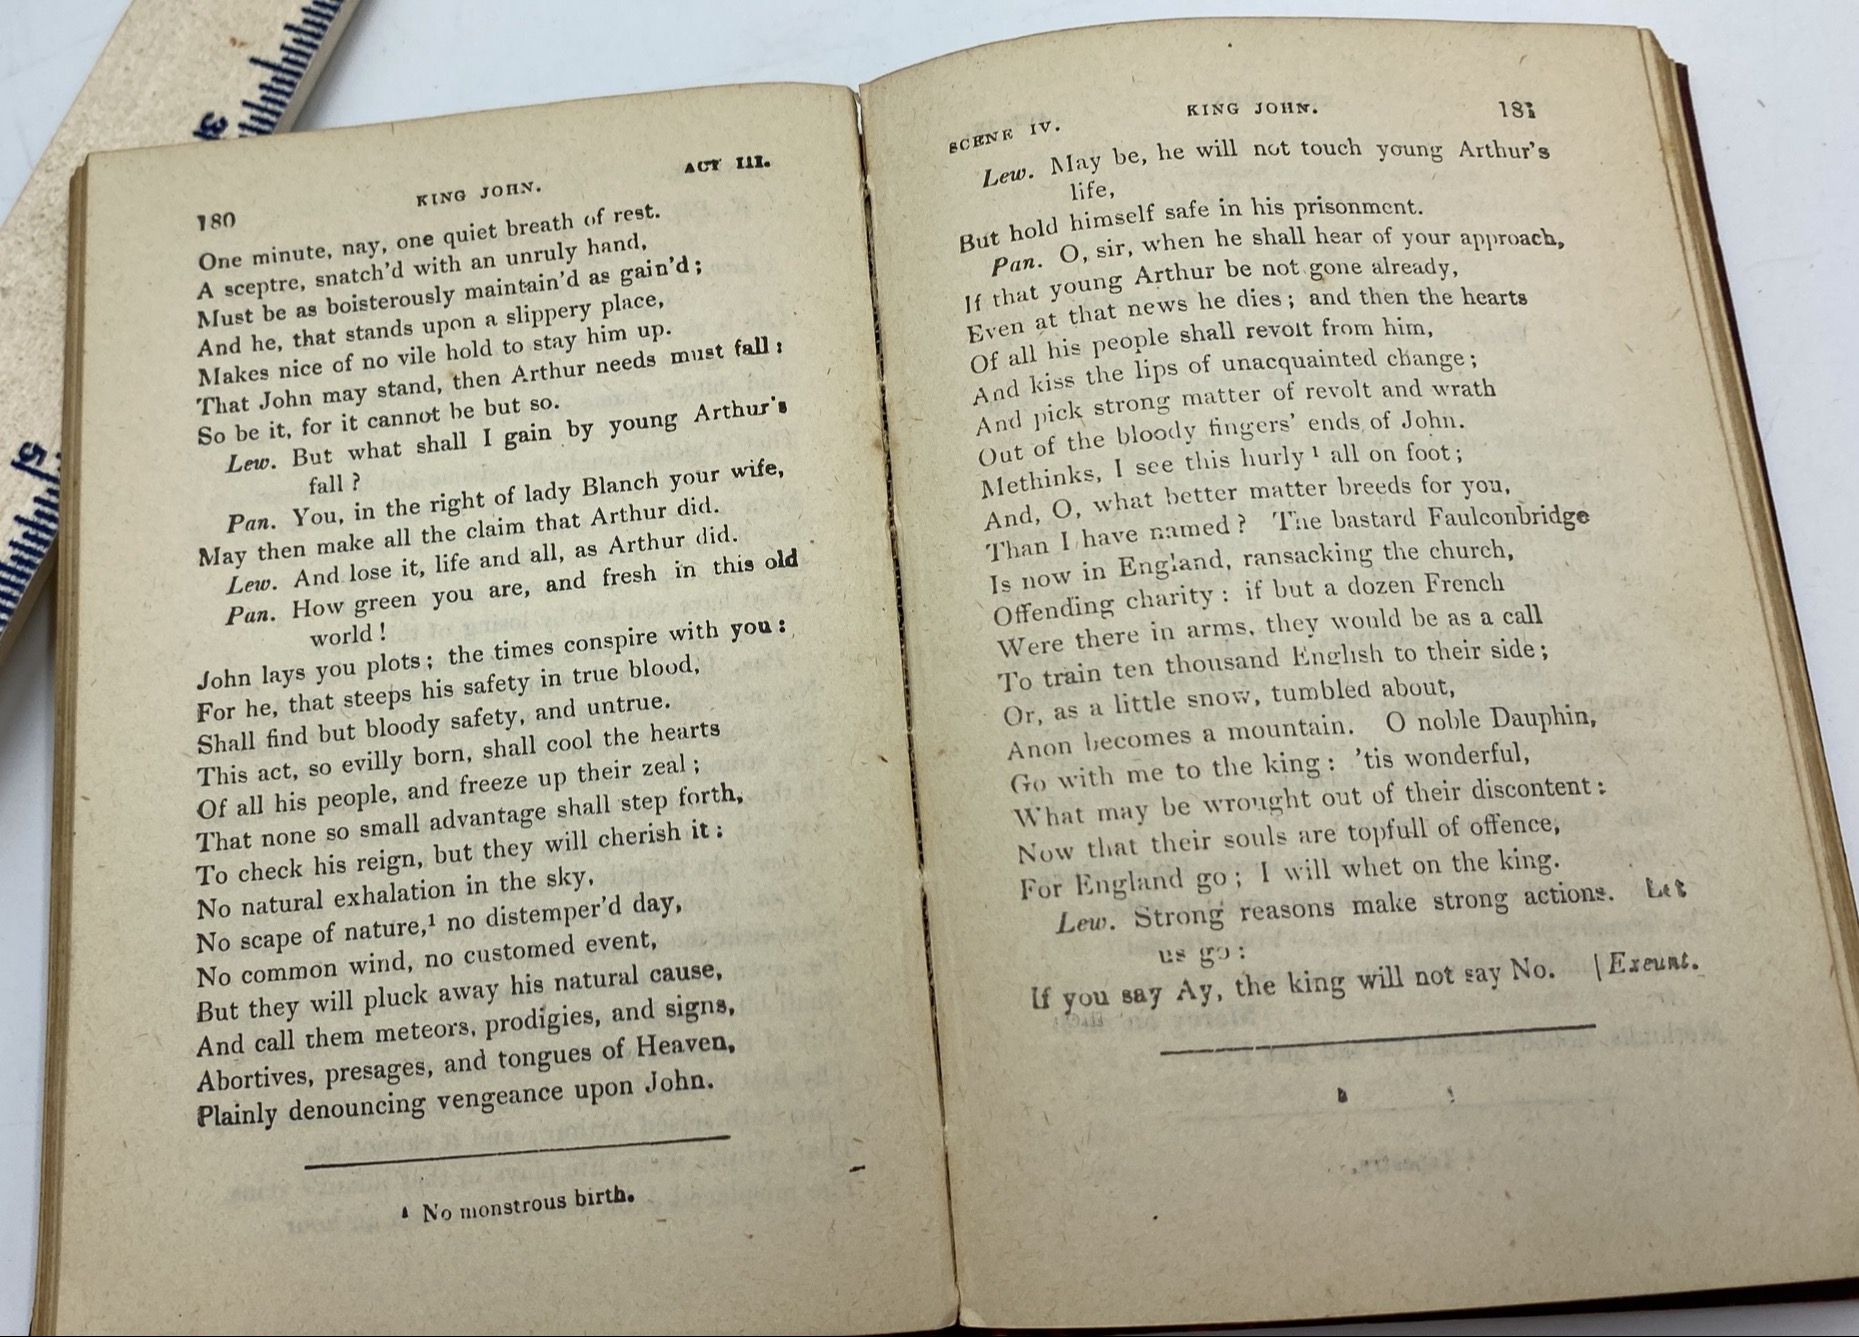 3
5
180
KING JOHN.
ACT III.
One minute, nay, one quiet breath of rest.
A sceptre, snatch'd with an unruly hand,
Must be as boisterously maintain'd as gain'd;
And he, that stands upon a slippery place,
Makes nice of no vile hold to stay him up.
That John may stand, then Arthur needs must fall:
So be it, for it cannot be but so.
Lew. But what shall I gain by young Arthur's
fall?
Pan. You, in the right of lady Blanch your wife,
May then make all the claim that Arthur did.
Lew. And lose it, life and all, as Arthur did.
Pan. How green you are, and fresh in this old
world!
John lays you plots; the times conspire with you:
For he, that steeps his safety in true blood,
Shall find but bloody safety, and untrue.
This act, so evilly born, shall cool the hearts
Of all his people, and freeze up their zeal;
That none so small advantage shall step forth,
To check his reign, but they will cherish it:
No natural exhalation in the sky,
No scape of nature,¹ no distemper'd day,
No common wind, no customed event,
But they will pluck away his natural cause,
And call them meteors, prodigies, and signs,
Abortives, presages, and tongues of Heaven,
Plainly denouncing vengeance upon John.
¹ No monstrous birth.
SCENE IV.
KING JOHN.
181
Lew. May be, he will not touch young Arthur's
life,
But hold himself safe in his prisonment.
Pan. O, sir, when he shall hear of your approach,
If that young Arthur be not gone already,
Even at that news he dies; and then the hearts
Of all his people shall revolt from him,
And kiss the lips of unacquainted change;
And pick strong matter of revolt and wrath
Out of the bloody fingers' ends of John.
Methinks, I see this hurly¹ all on foot;
And, O, what better matter breeds for you,
Than I have named? The bastard Faulconbridge
Is now in England, ransacking the church,
Offending charity: if but a dozen French
Were there in arms, they would be as a call
To train ten thousand English to their side;
Or, as a little snow, tumbled about,
Anon becomes a mountain. O noble Dauphin,
Go with me to the king: 'tis wonderful,
What may be wrought out of their discontent:
Now that their souls are topfull of offence,
For England go; I will whet on the king.
Lew. Strong reasons make strong actions. Let
us go:
If you say Ay, the king will not say No. [Exeunt.